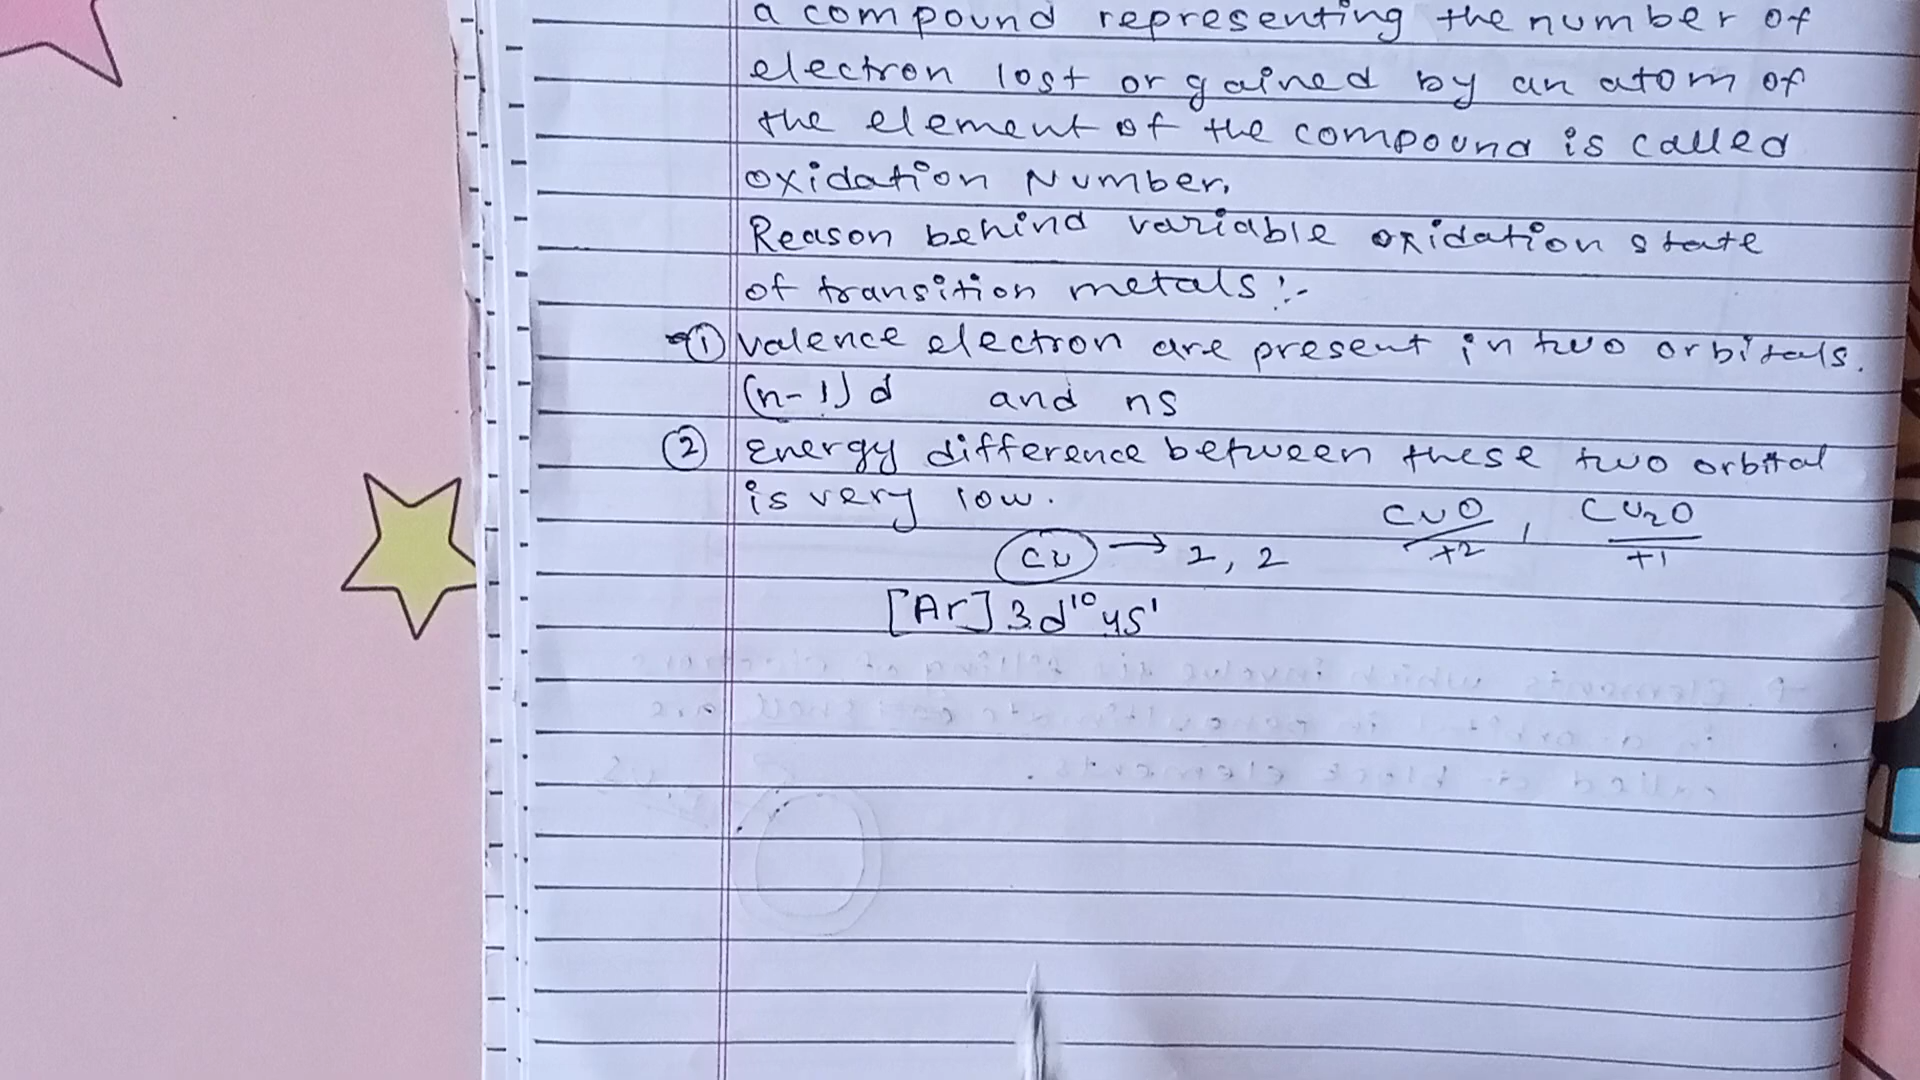 a compound representing the number of
electron lost or gained by an atom of
the element of the compound is called
oxidation Number.
Reason behind variable oxidation state
of transition metals :-
① Valence electron are present in two orbitals.
(n-1) d and ns
② Energy difference between these two orbital
is very low.
CuO/+2 , Cu₂O/+1
Cu → 1, 2
[Ar] 3d¹⁰ 4s¹